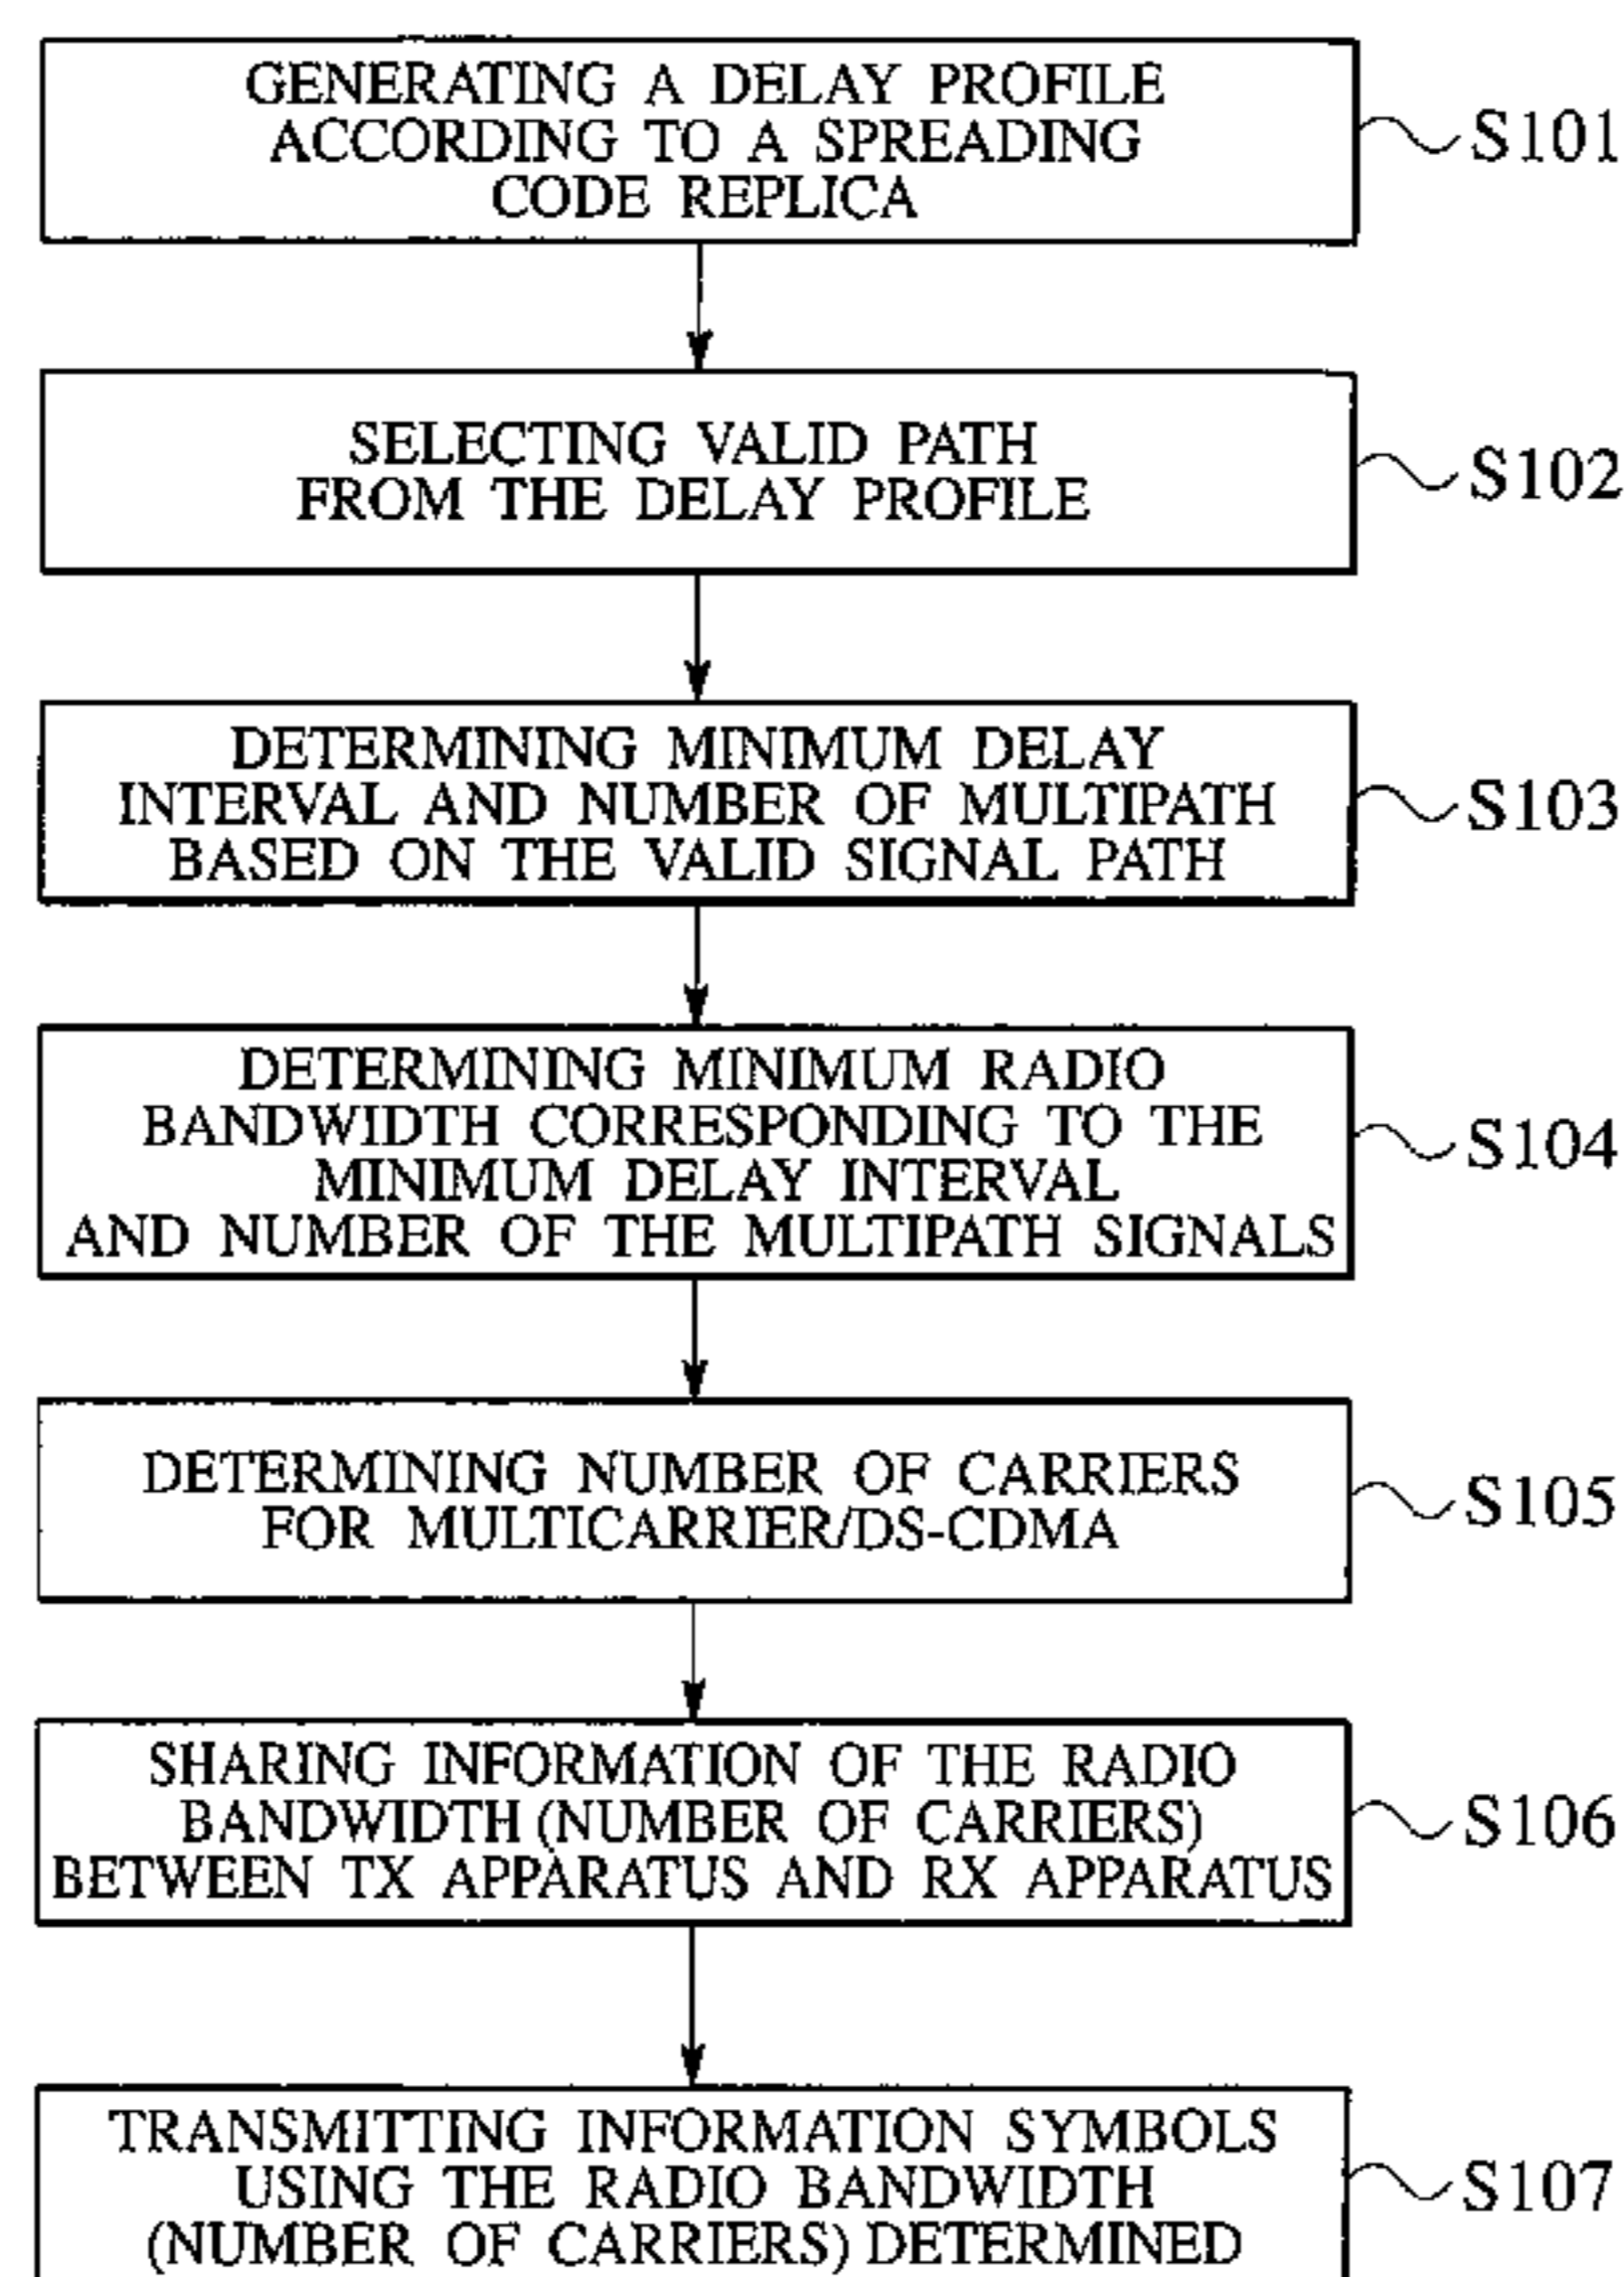 GENERATING A DELAY PROFILE
ACCORDING TO A SPREADING
CODE REPLICA
S101
SELECTING VALID PATH
FROM THE DELAY PROFILE
S102
DETERMINING MINIMUM DELAY
INTERVAL AND NUMBER OF MULTIPATH
BASED ON THE VALID SIGNAL PATH
S103
DETERMINING MINIMUM RADIO
BANDWIDTH CORRESPONDING TO THE
MINIMUM DELAY INTERVAL
AND NUMBER OF THE MULTIPATH SIGNALS
S104
DETERMINING NUMBER OF CARRIERS
FOR MULTICARRIER/DS-CDMA
S105
SHARING INFORMATION OF THE RADIO
BANDWIDTH (NUMBER OF CARRIERS)
BETWEEN TX APPARATUS AND RX APPARATUS
S106
TRANSMITTING INFORMATION SYMBOLS
USING THE RADIO BANDWIDTH
(NUMBER OF CARRIERS) DETERMINED
S107